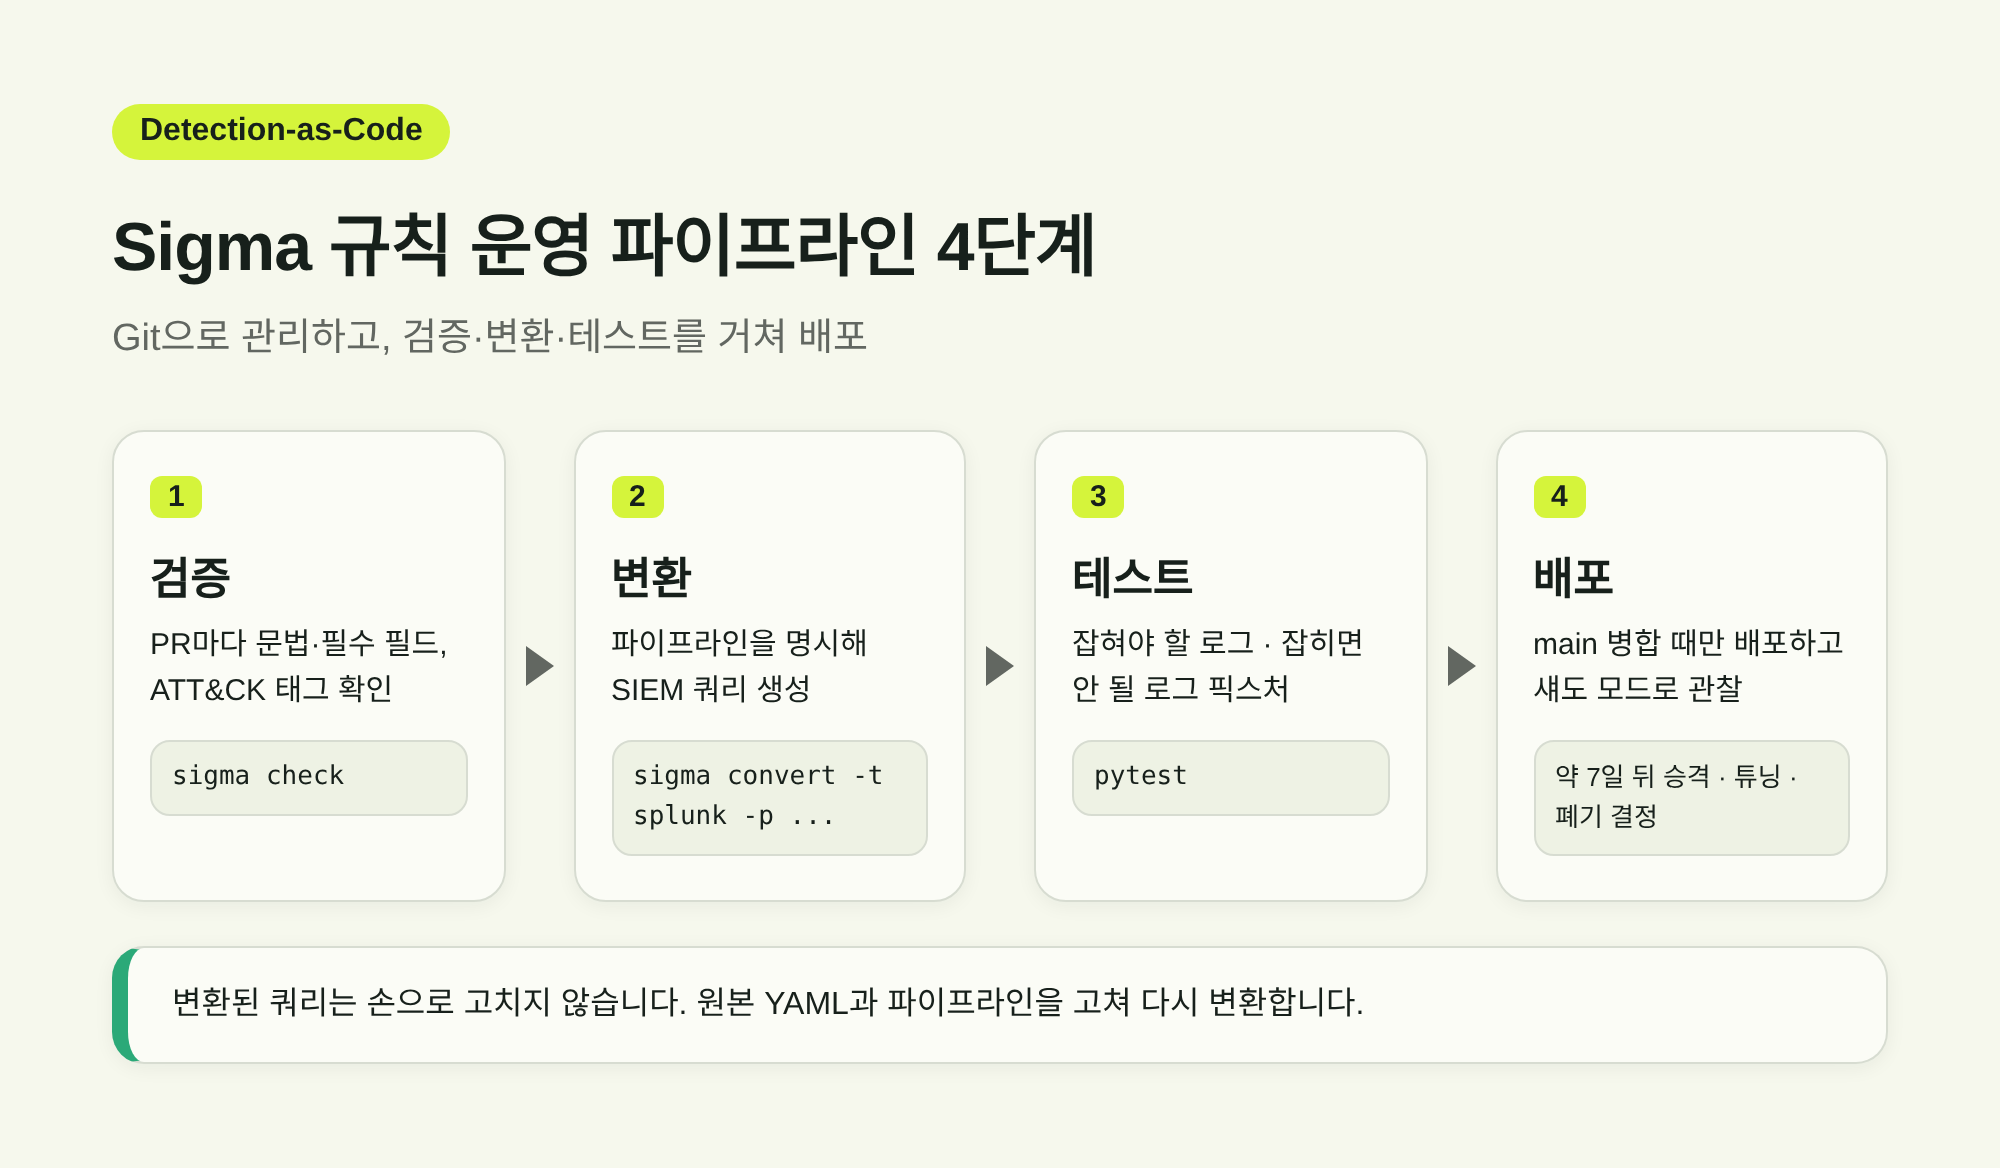 Detection-as-Code
Sigma 규칙 운영 파이프라인 4단계
Git으로 관리하고, 검증·변환·테스트를 거쳐 배포
1
검증
PR마다 문법·필수 필드,
ATT&CK 태그 확인
sigma check
2
변환
파이프라인을 명시해
SIEM 쿼리 생성
sigma convert -t
splunk -p ...
3
테스트
잡혀야 할 로그 · 잡히면
안 될 로그 픽스처
pytest
4
배포
main 병합 때만 배포하고
섀도 모드로 관찰
약 7일 뒤 승격 · 튜닝 ·
폐기 결정
변환된 쿼리는 손으로 고치지 않습니다. 원본 YAML과 파이프라인을 고쳐 다시 변환합니다.